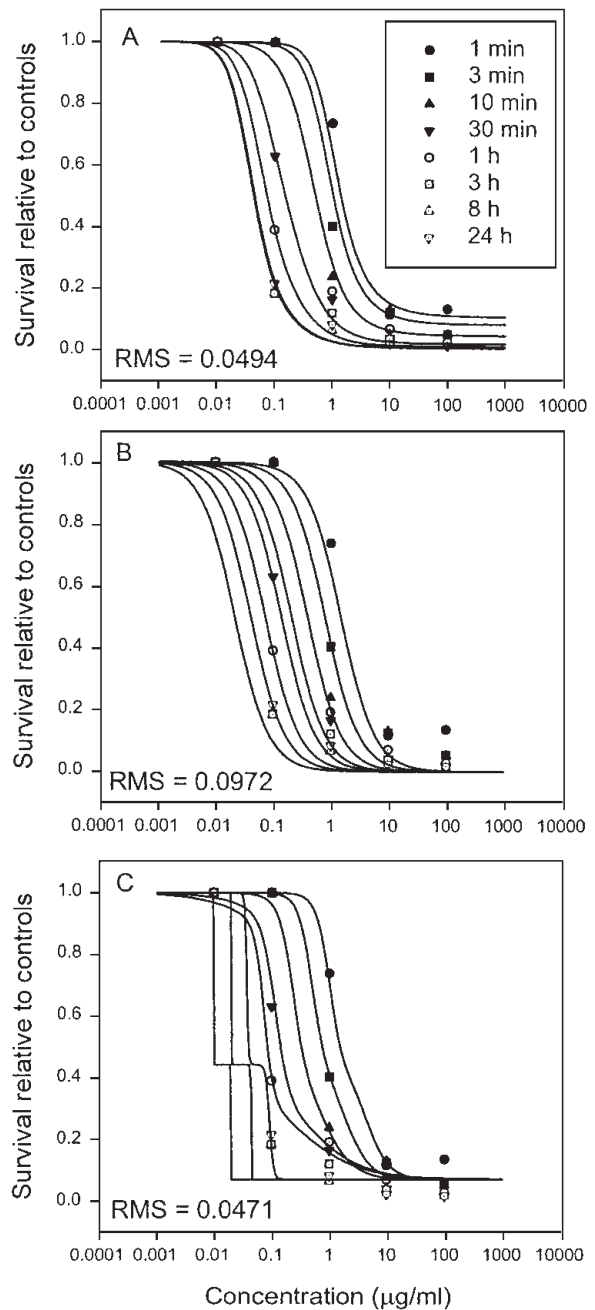 A
1.0
0.8
0.6
0.4
0.2
0.0
Survival relative to controls
1 min
3 min
10 min
30 min
1 h
3 h
8 h
24 h
RMS = 0.0494
0.0001 0.001 0.01 0.1 1 10 100 1000 10000
B
1.0
0.8
0.6
0.4
0.2
0.0
Survival relative to controls
RMS = 0.0972
0.0001 0.001 0.01 0.1 1 10 100 1000 10000
C
1.0
0.8
0.6
0.4
0.2
0.0
Survival relative to controls
RMS = 0.0471
0.0001 0.001 0.01 0.1 1 10 100 1000 10000
Concentration (μg/ml)